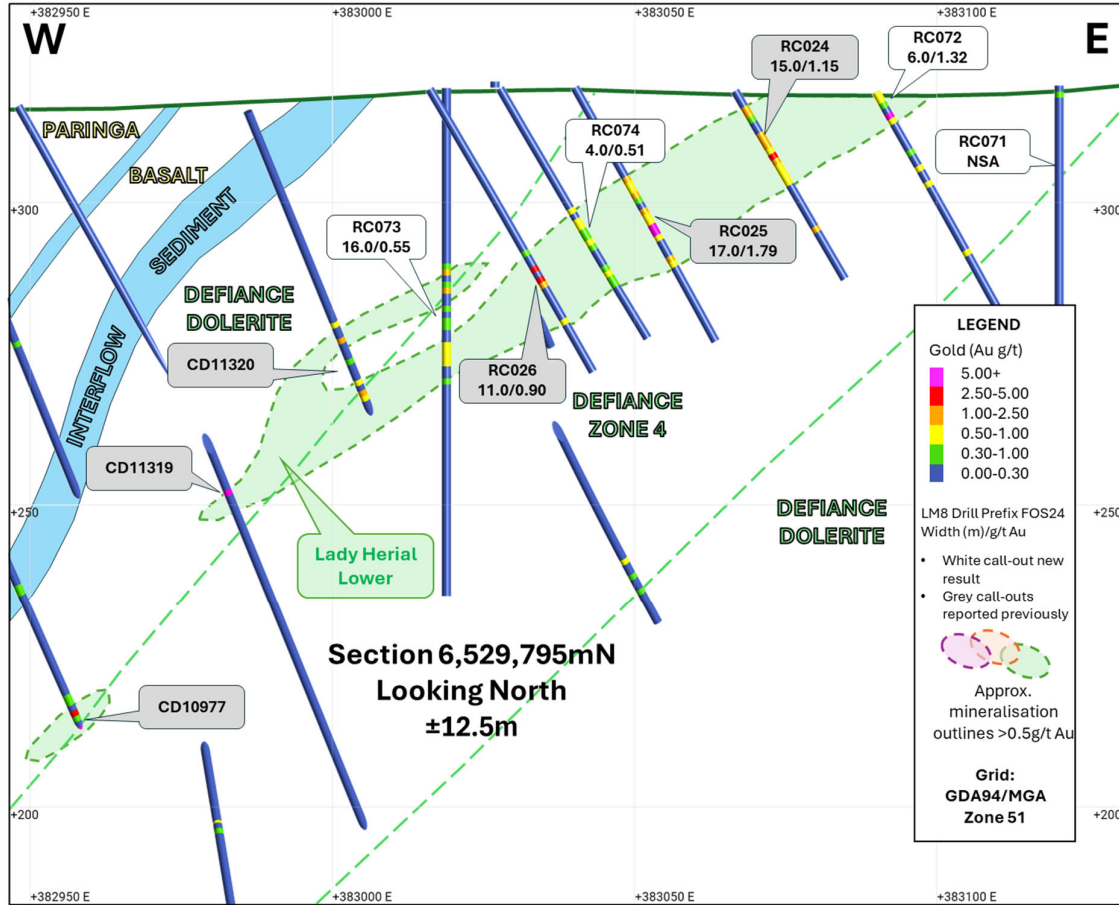 +382950 E
+383000 E
+383050 E
+383100 E
W
E
RC024
15.0/1.15
RC072
6.0/1.32
PARINGA
BASALT
RC074
4.0/0.51
RC071
NSA
+300
+300
SEDIMENT
RC073
16.0/0.55
RC025
17.0/1.79
DEFIANCE
DOLERITE
INTERFLOW
CD11320
RC026
11.0/0.90
DEFIANCE
ZONE 4
CD11319
+250
+250
DEFIANCE
DOLERITE
Lady Herial
Lower
Section 6,529,795mN
Looking North
±12.5m
CD10977
+200
+200
LEGEND
Gold (Au g/t)
5.00+
2.50-5.00
1.00-2.50
0.50-1.00
0.30-1.00
0.00-0.30
LM8 Drill Prefix FOS24
Width (m)/g/t Au
• White call-out new
result
• Grey call-outs
reported previously
Approx.
mineralisation
outlines >0.5g/t Au
Grid:
GDA94/MGA
Zone 51
+382950 E
+383000 E
+383050 E
+383100 E